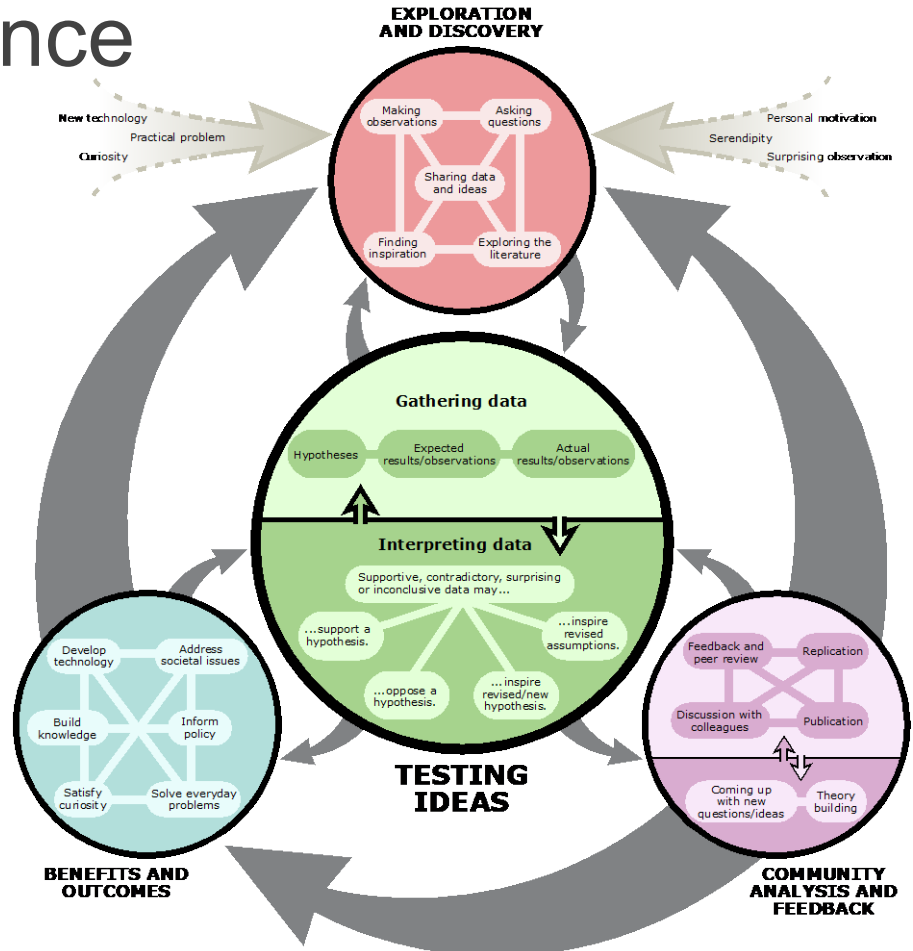 nce
EXPLORATION
AND DISCOVERY
New technology
Practical problem
Curiosity
Personal motivation
Serendipity
Surprising observation
Making
observations
Asking
questions
Sharing data
and ideas
Finding
inspiration
Exploring the
literature
Gathering data
Hypotheses
Expected
results/observations
Actual
results/observations
Interpreting data
Supportive, contradictory, surprising
or inconclusive data may...
...support a
hypothesis.
...oppose a
hypothesis.
...inspire
revised/new
hypothesis.
...inspire
revised
assumptions.
TESTING
IDEAS
Develop
technology
Address
societal issues
Build
knowledge
Inform
policy
Satisfy
curiosity
Solve everyday
problems
BENEFITS AND
OUTCOMES
Feedback and
peer review
Replication
Discussion with
colleagues
Publication
Coming up
with new
questions/ideas
Theory
building
COMMUNITY
ANALYSIS AND
FEEDBACK